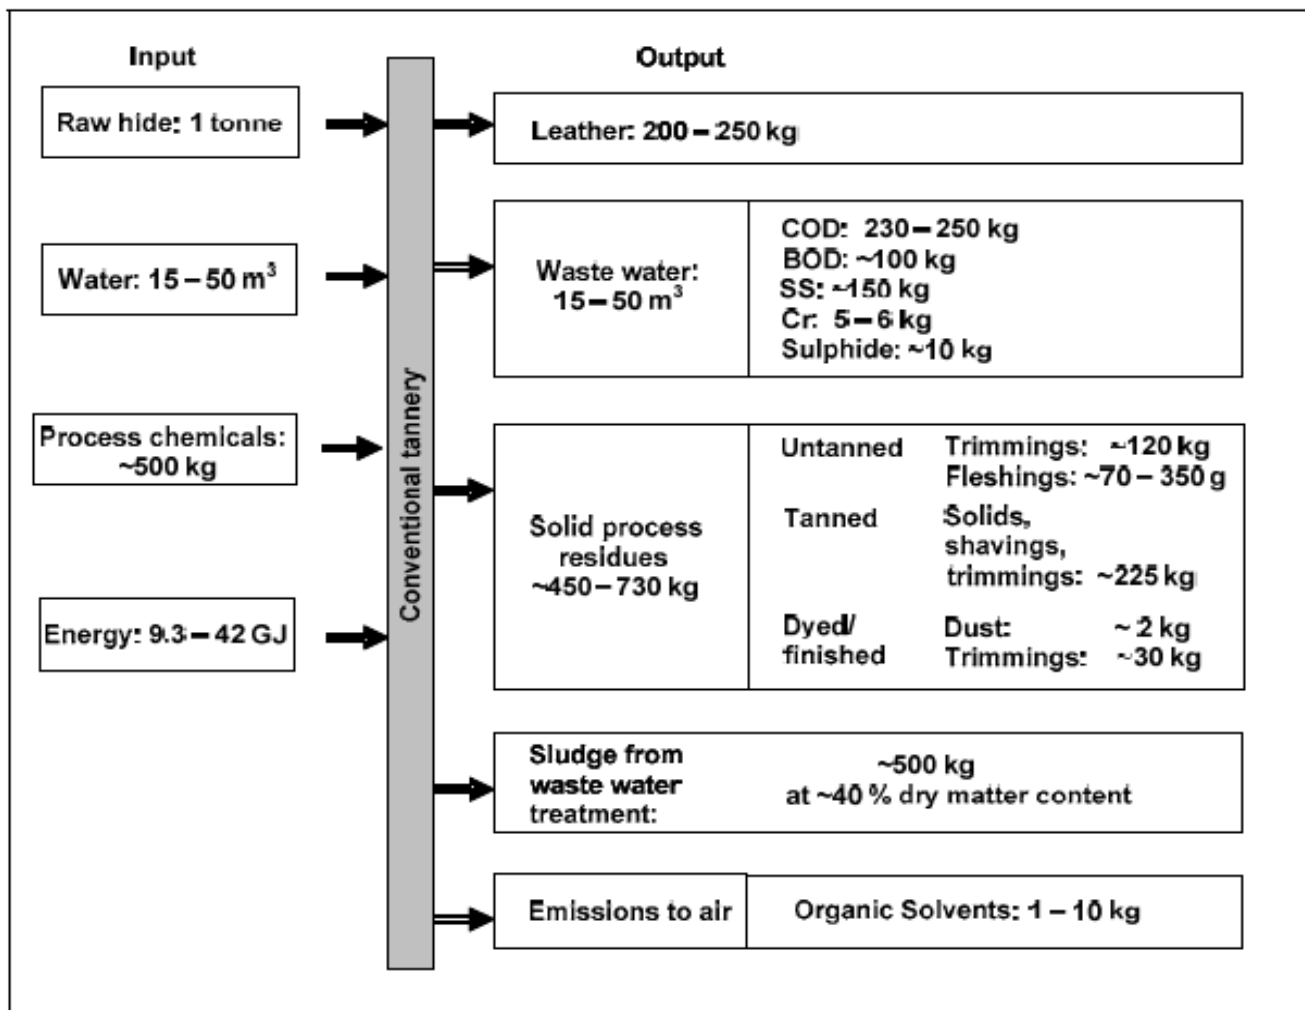 Input
Output
Raw hide: 1 tonne
Leather: 200 – 250 kg
Water: 15 – 50 m³
Waste water:
15 – 50 m³
COD: 230 – 250 kg
BOD: ~100 kg
SS: ~150 kg
Cr: 5 – 6 kg
Sulphide: ~10 kg
Process chemicals:
~500 kg
Conventional tannery
Solid process
residues
~450 – 730 kg
Untanned Trimmings: ~120 kg
Fleshings: ~70 – 350 g
Tanned Solids,
shavings,
trimmings: ~225 kg
Dyed/ Dust: ~ 2 kg
finished Trimmings: ~30 kg
Energy: 9.3 – 42 GJ
Sludge from
waste water
treatment:
~500 kg
at ~40 % dry matter content
Emissions to air
Organic Solvents: 1 – 10 kg